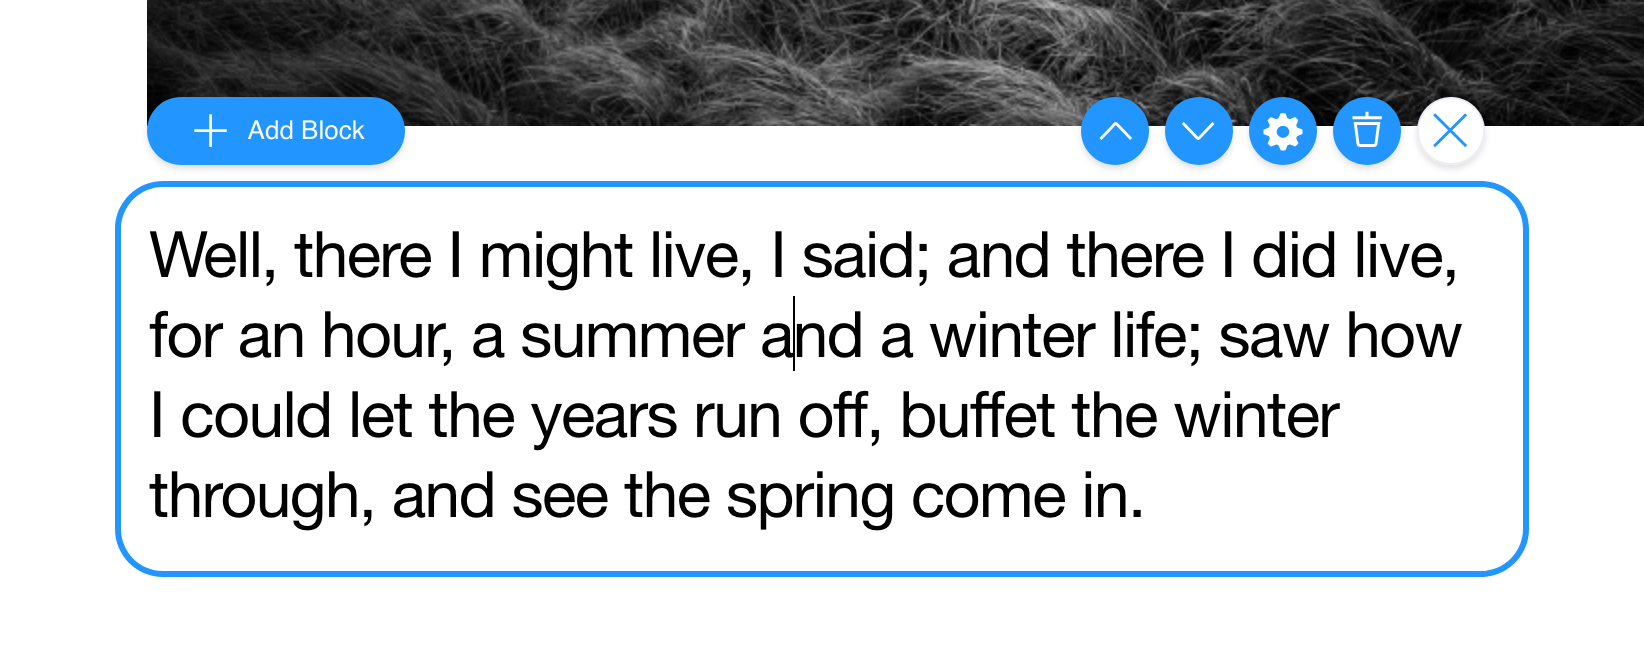 Add Block
Well, there I might live, I said; and there I did live,
for an hour, a summer and a winter life; saw how
I could let the years run off, buffet the winter
through, and see the spring come in.